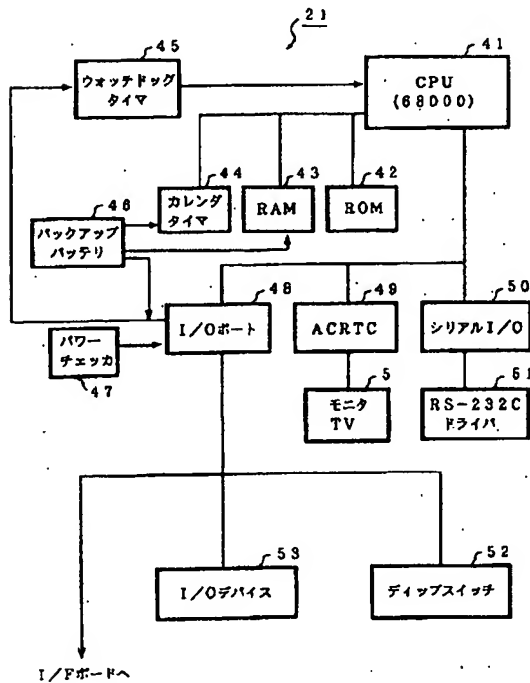 21
45
41
ウォッチドッグ
タイマ
CPU
(68000)
44
43
42
46
カレンダ
タイマ
RAM
ROM
バックアップ
バッテリ
48
49
50
I/Oポート
ACRTC
シリアルI/O
パワー
チェッカ
47
5
51
モニタ
TV
RS-232C
ドライバ
53
52
I/Oデバイス
ディップスイッチ
I/Fボードへ